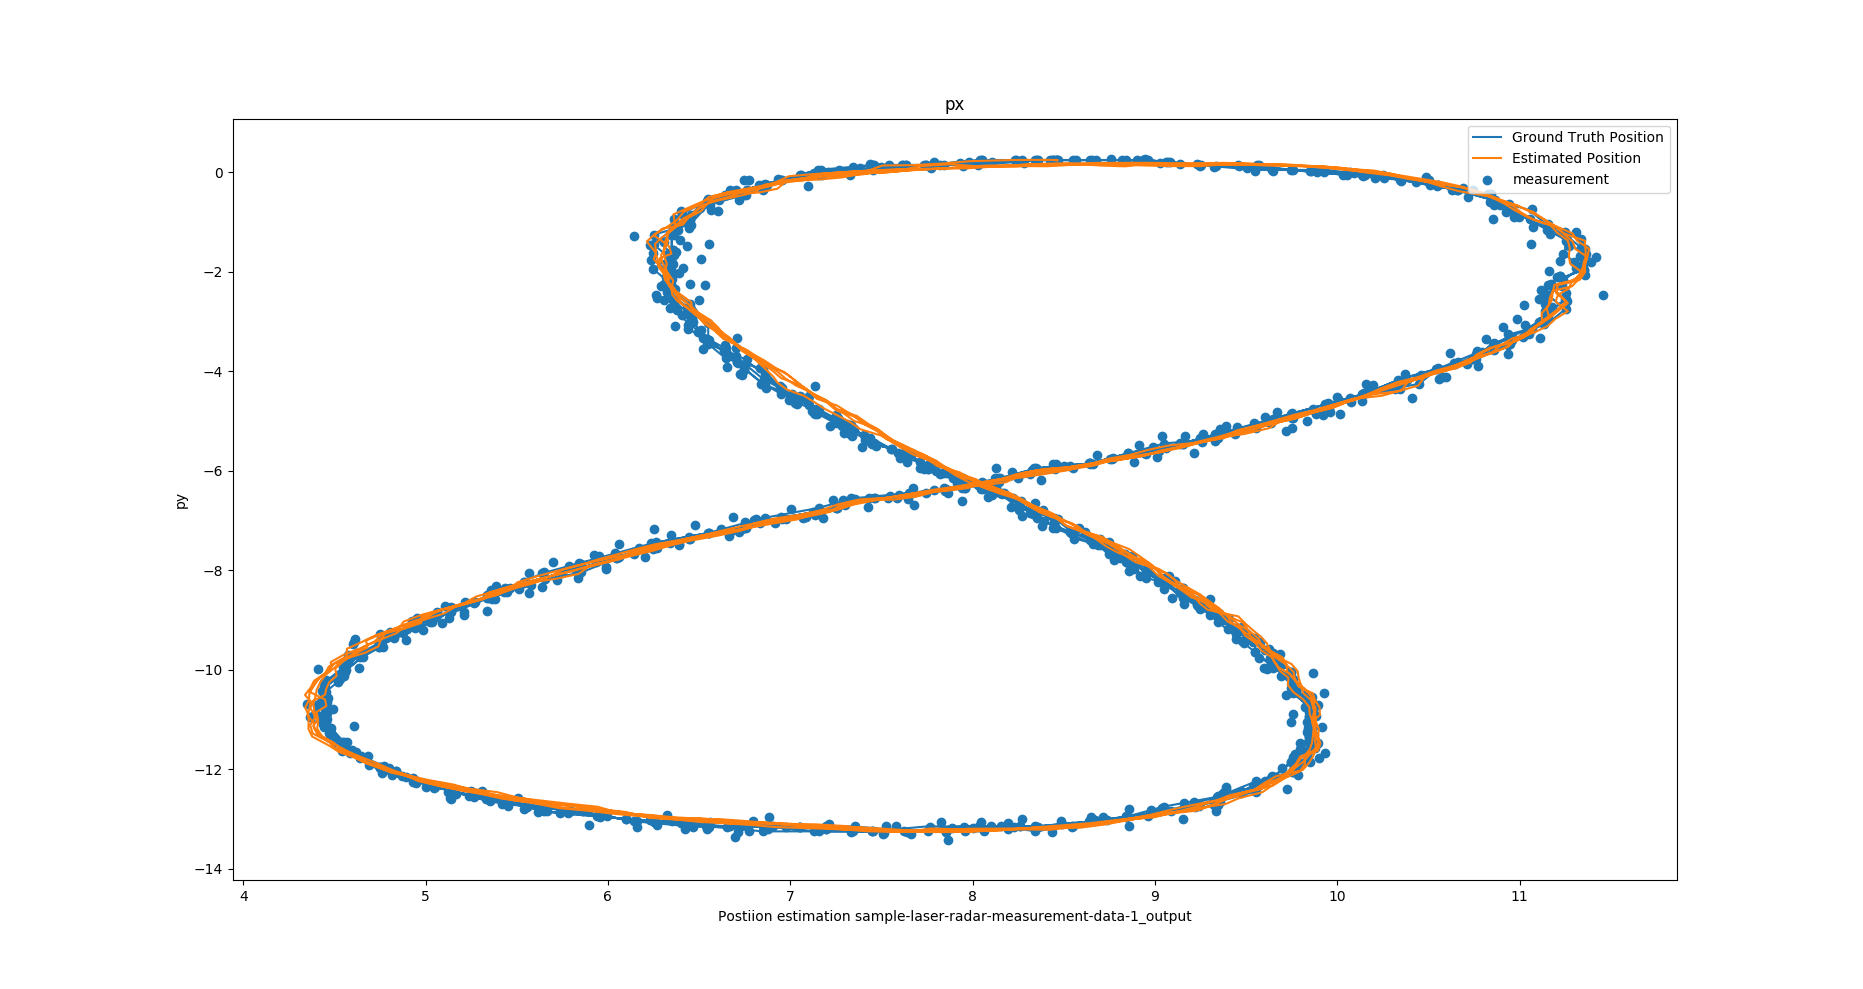 px
Ground Truth Position
Estimated Position
measurement
0
−2
−4
−6
−8
−10
−12
−14
py
4 5 6 7 8 9 10 11
Postiion estimation sample-laser-radar-measurement-data-1_output